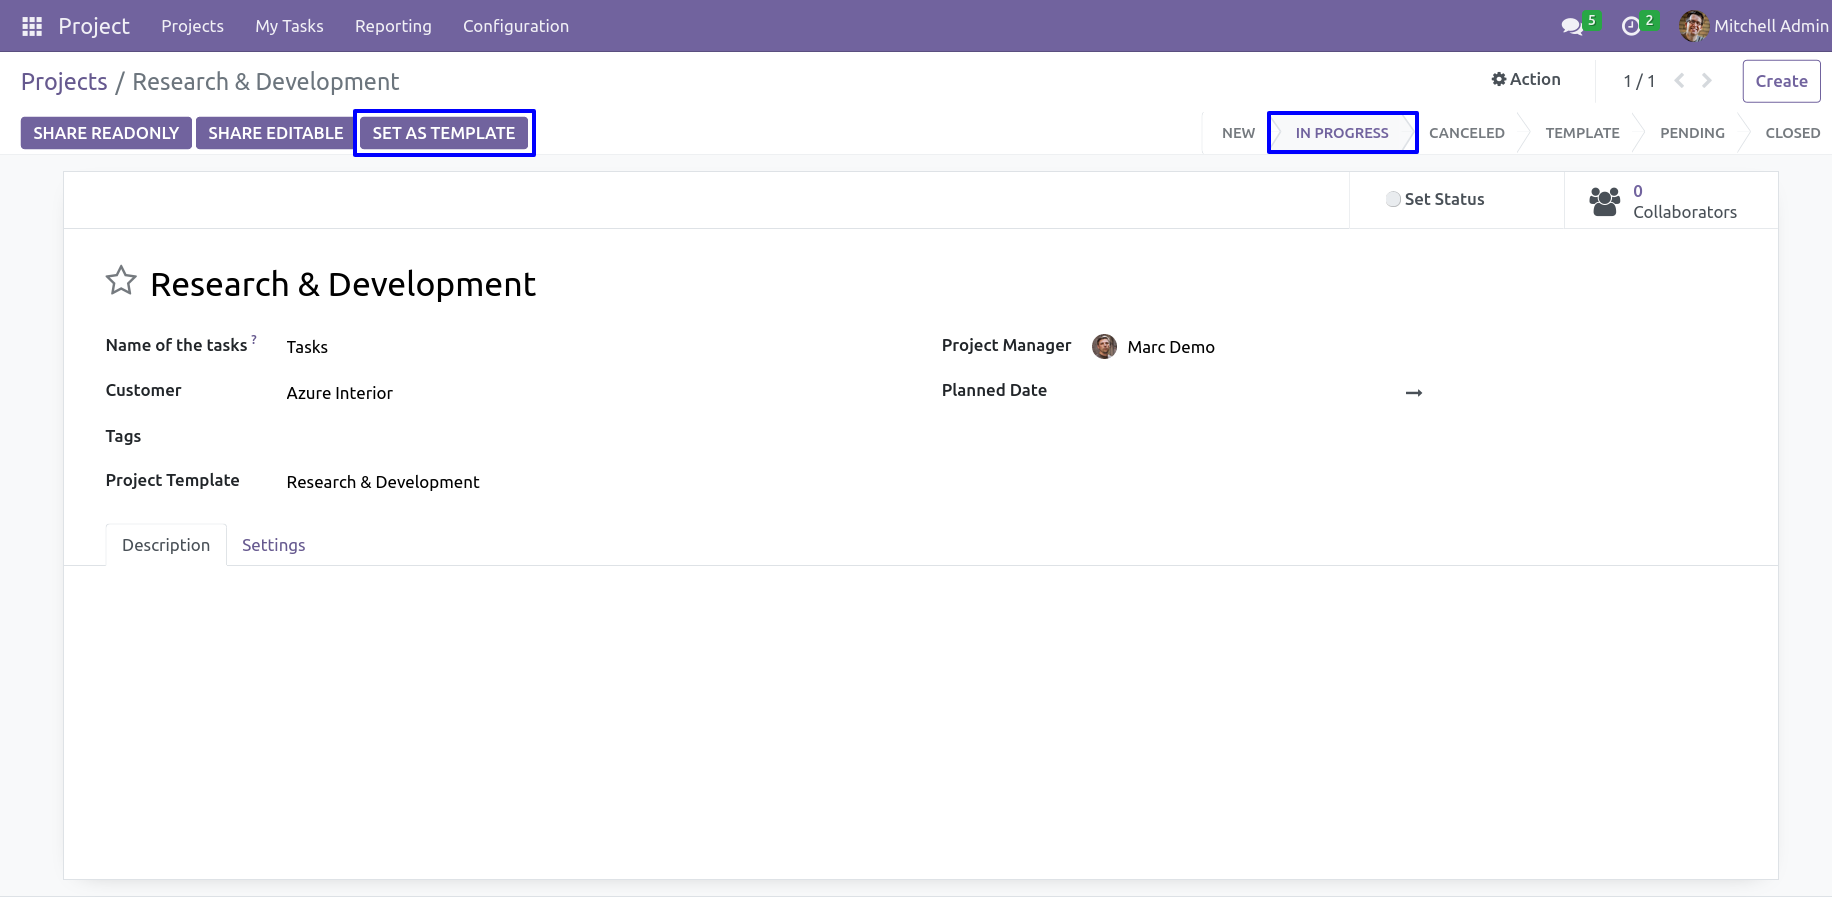 Project Projects My Tasks Reporting Configuration 5 2 Mitchell Admin
Projects / Research & Development Action 1 / 1 Create
SHARE READONLY SHARE EDITABLE SET AS TEMPLATE NEW IN PROGRESS CANCELED TEMPLATE PENDING CLOSED
Set Status 0 Collaborators
Research & Development
Name of the tasks ? Tasks Project Manager Marc Demo
Customer Azure Interior Planned Date
Tags
Project Template Research & Development
Description Settings